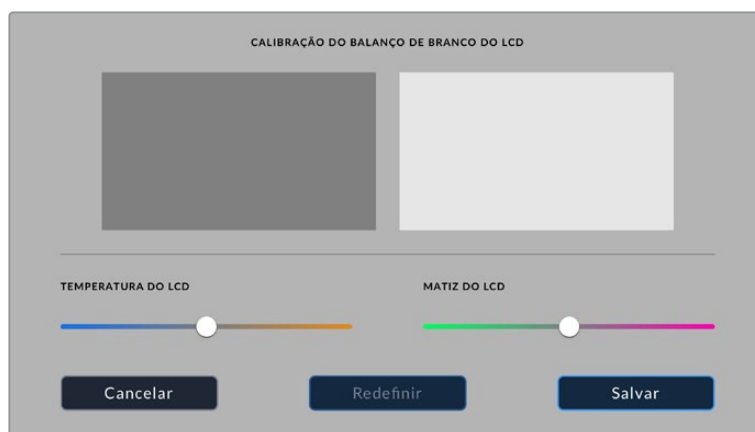 CALIBRAÇÃO DO BALANÇO DE BRANCO DO LCD
TEMPERATURA DO LCD
MATIZ DO LCD
Cancelar
Redefinir
Salvar